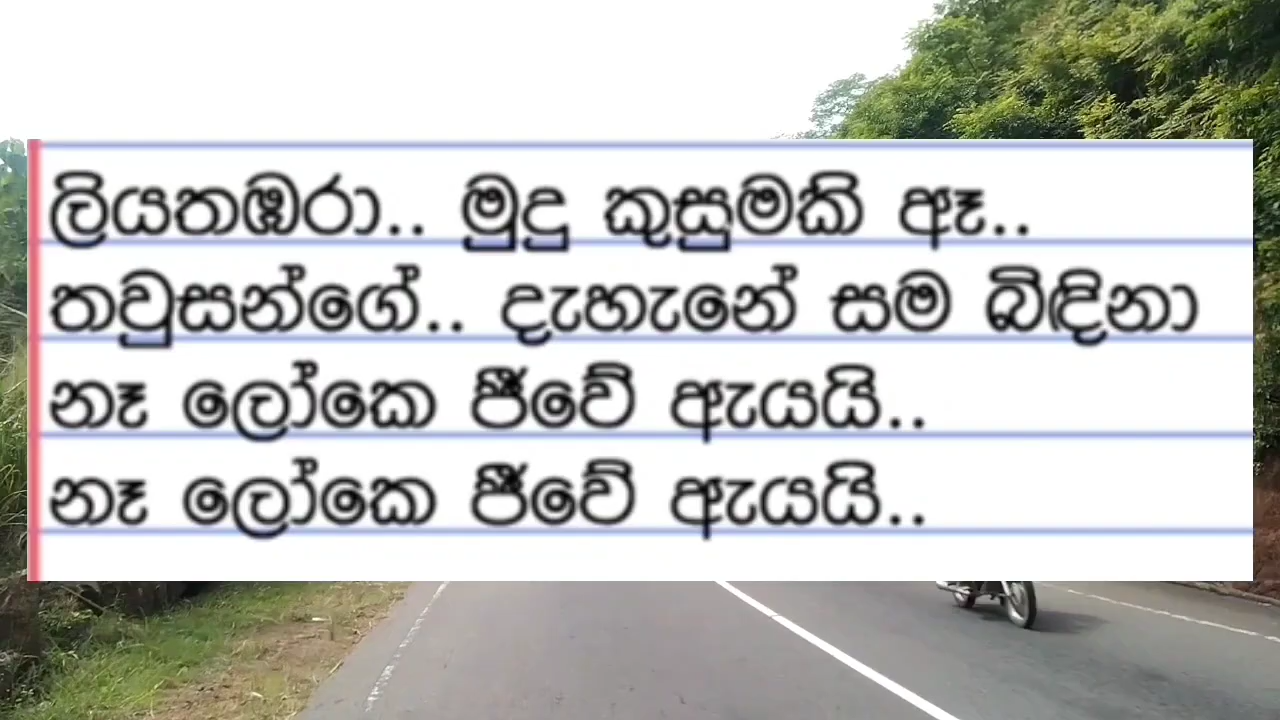 ලියතඹරා.. මුදු කුසුමකි ඈ..
තවුසන්ගේ.. දැහැනේ සම බිඳිනා
නෑ ලෝකෙ ජීවේ ඇයයි..
නෑ ලෝකෙ ජීවේ ඇයයි..